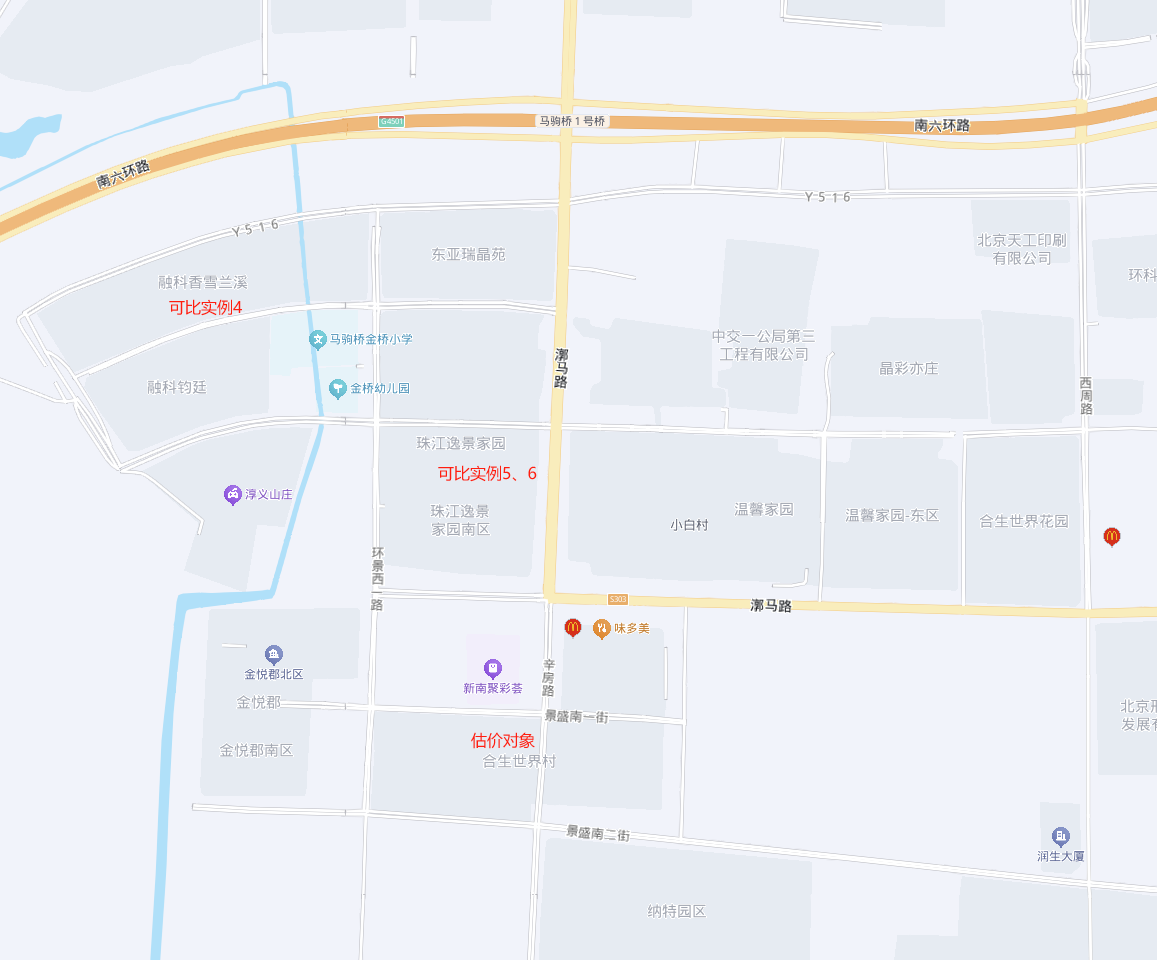 G4501
马驹桥1号桥
南六环路
南六环路
Y516
Y516
东亚瑞晶苑
北京天工印刷
有限公司
融科香雪兰溪
环科
可比实例4
马驹桥金桥小学
中交一公局第三
工程有限公司
漷马路
晶彩亦庄
融科钧廷
金桥幼儿园
西周路
珠江逸景家园
可比实例5、6
淳义山庄
珠江逸景
家园南区
小白村
温馨家园
温馨家园-东区
合生世界花园
环景西一路
S303
漷马路
味多美
金悦郡北区
新南聚彩荟
辛房路
金悦郡
景盛南一街
北京
发展有
估价对象
金悦郡南区
合生世界村
景盛南二街
润生大厦
纳特园区